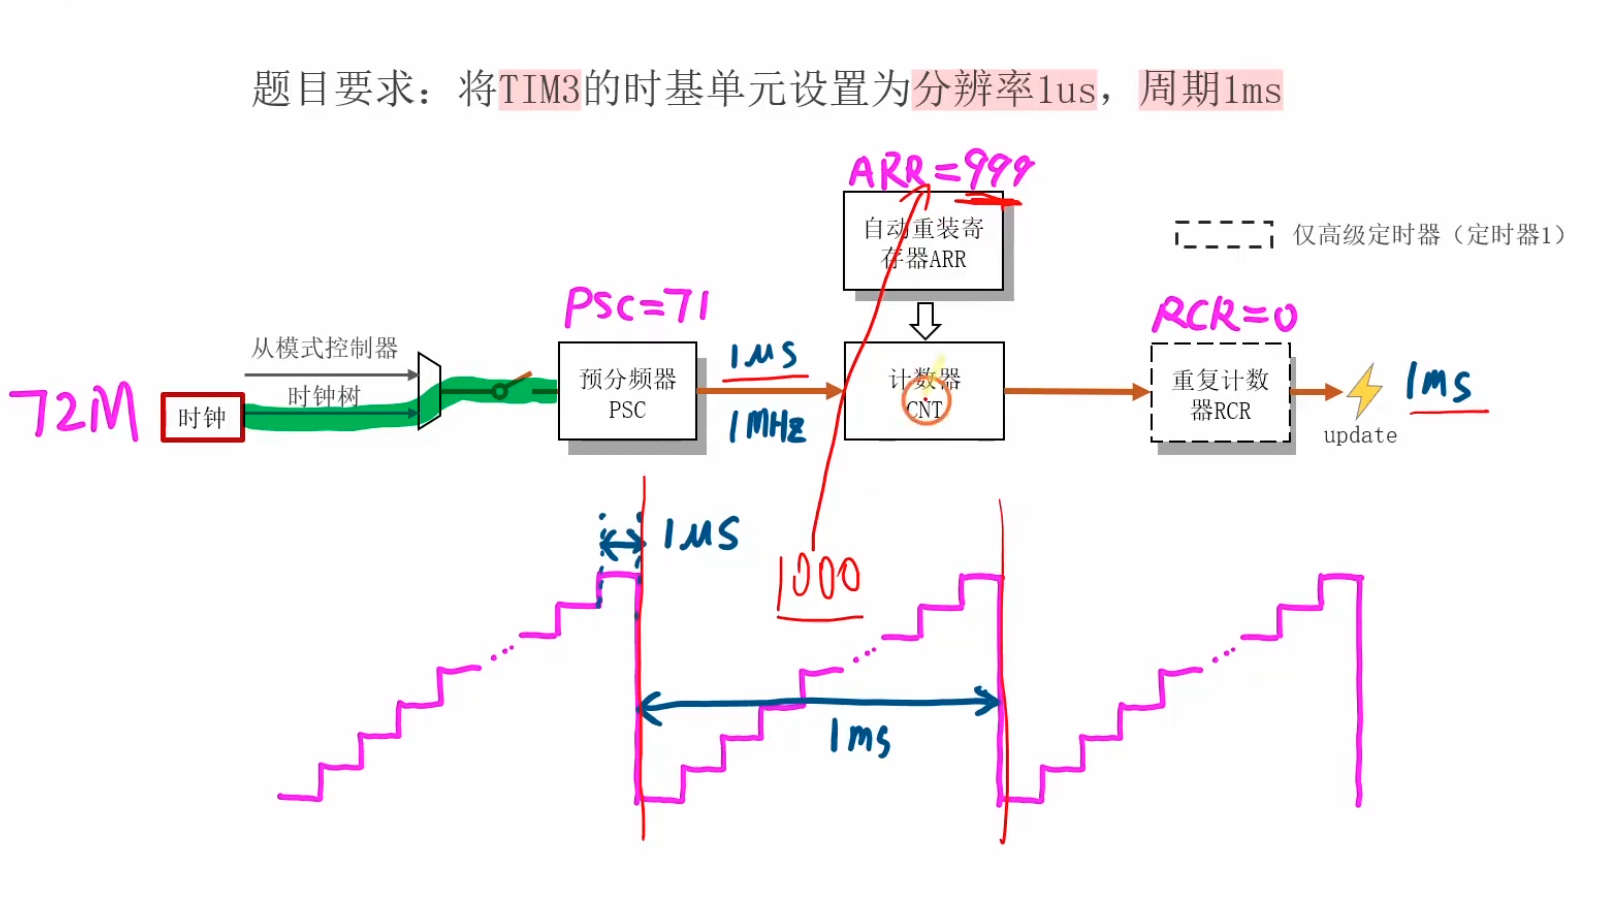 题目要求：将TIM3的时基单元设置为分辨率1us，周期1ms
ARR=999
自动重装寄
存器ARR
仅高级定时器（定时器1）
PSC=71
RCR=0
从模式控制器
时钟树
72M
时钟
预分频器
PSC
1μs
1MHz
计数器
CNT
重复计数
器RCR
1ms
update
1μs
1000
1ms